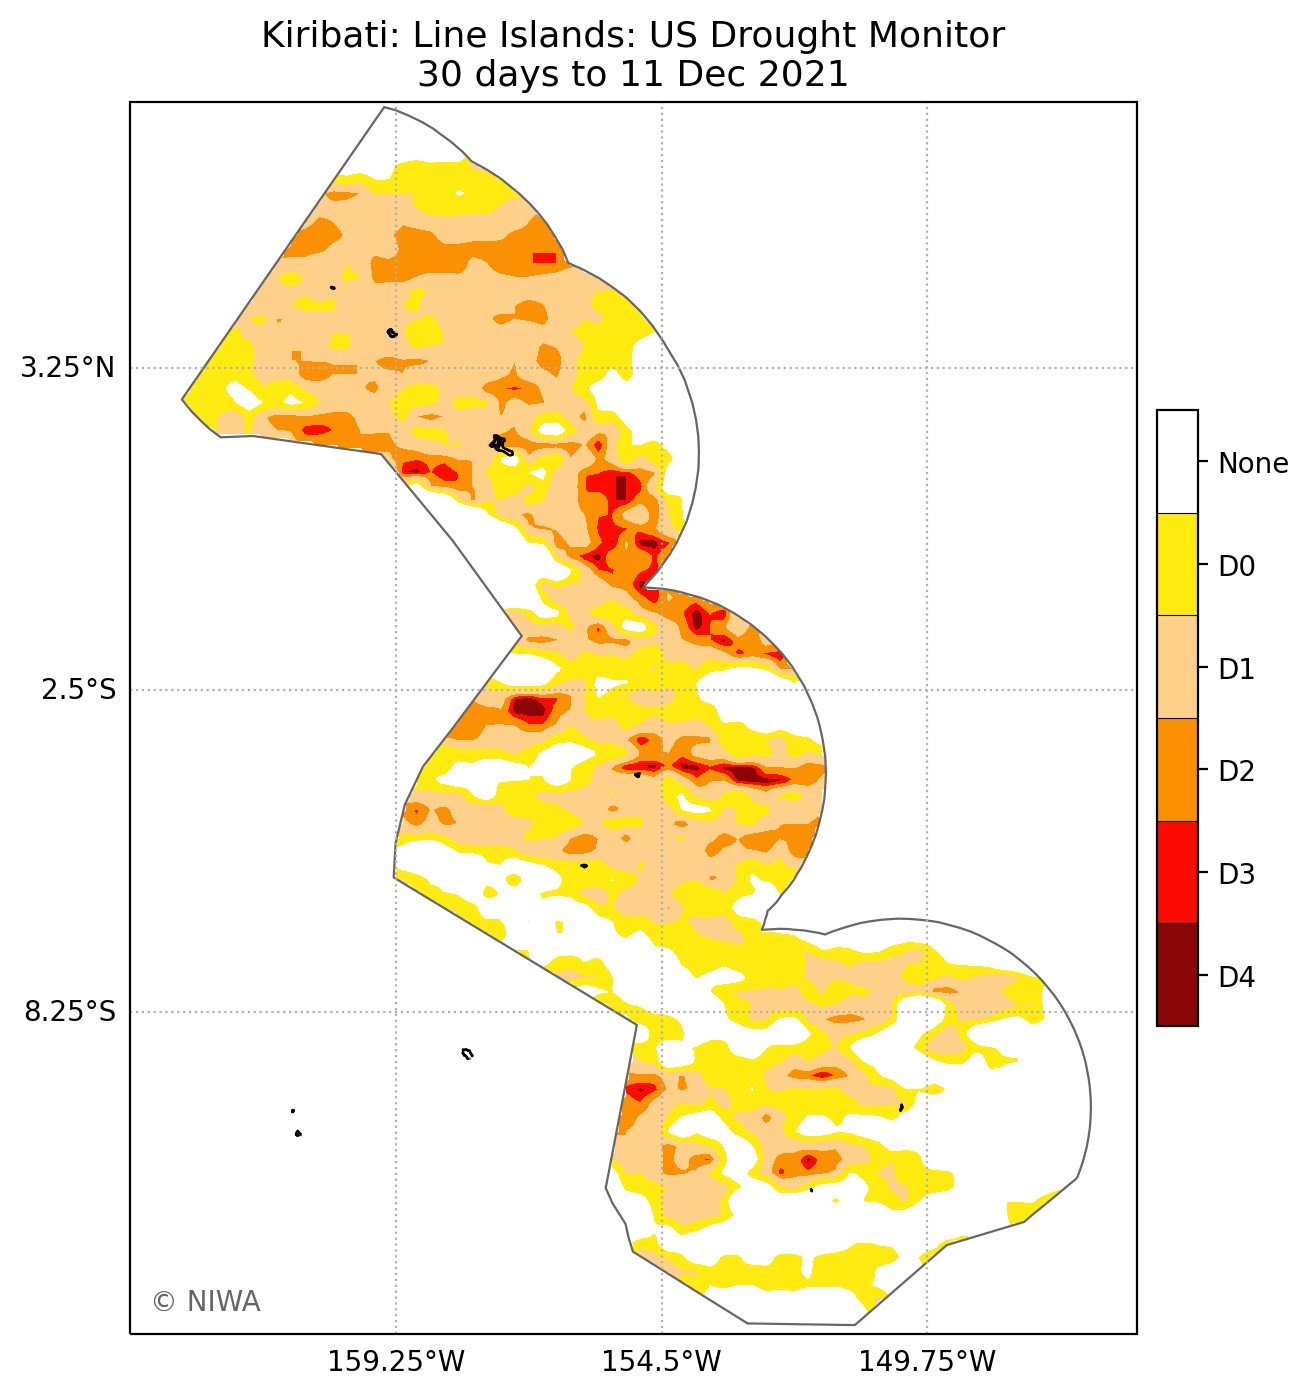 Kiribati: Line Islands: US Drought Monitor
30 days to 11 Dec 2021
3.25°N
2.5°S
8.25°S
159.25°W
154.5°W
149.75°W
None
D0
D1
D2
D3
D4
© NIWA